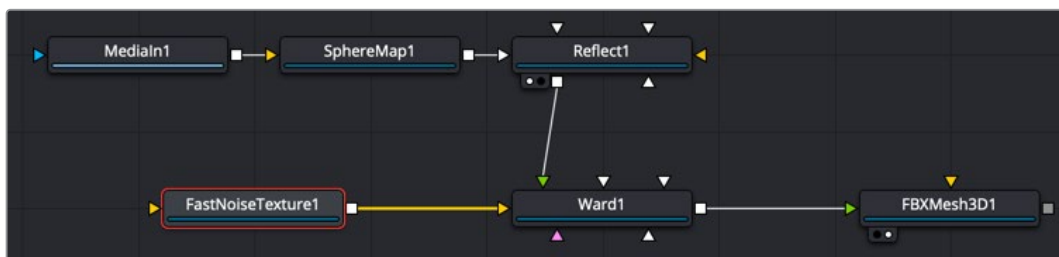 MediaIn1
SphereMap1
Reflect1
FastNoiseTexture1
Ward1
FBXMesh3D1